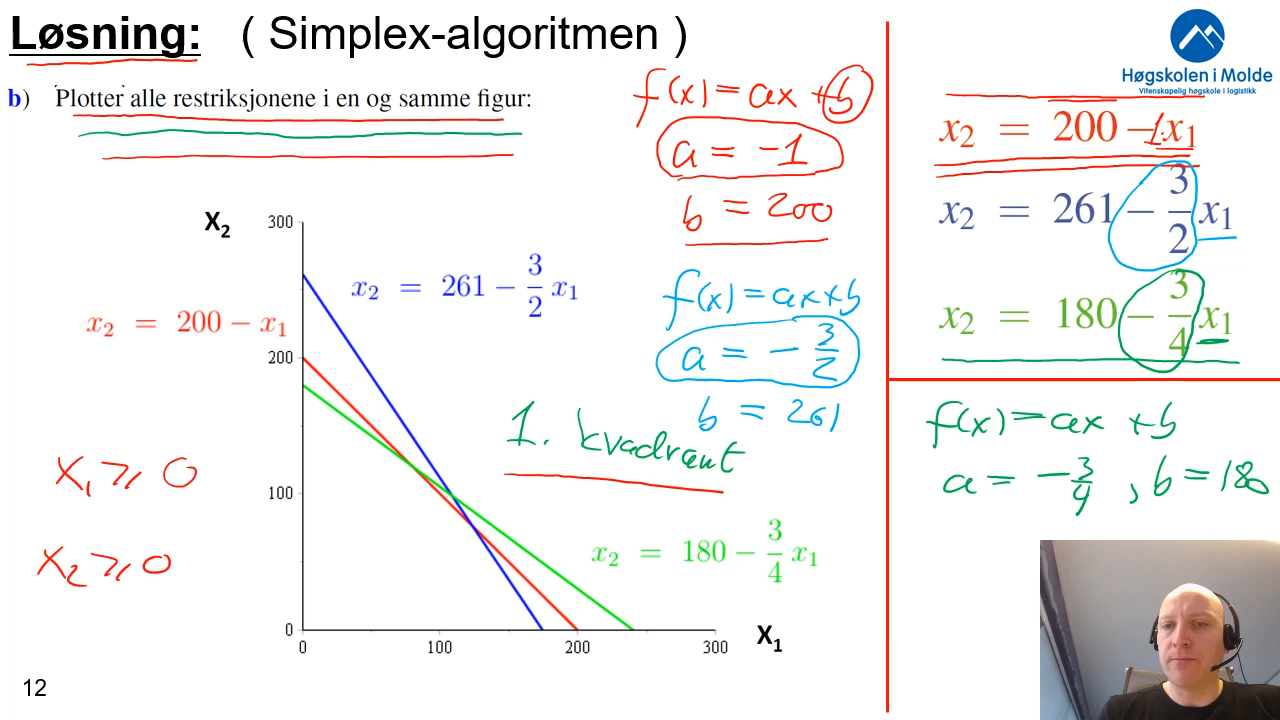 Løsning: ( Simplex-algoritmen )
b) Plotter alle restriksjonene i en og samme figur:
f(x) = ax + b
a = -1
b = 200
f(x) = ax + b
a = - 3/2
b = 261
Høgskolen i Molde
Vitenskapelig høgskole i logistikk
x₂ = 200 - 1·x₁
x₂ = 261 - 3/2 x₁
x₂ = 180 - 3/4 x₁
f(x) = ax + b
a = - 3/4 , b = 180
X₂
300
200
100
0
x₂ = 261 - 3/2 x₁
x₂ = 200 - x₁
1. kvadrant
x₁ ≥ 0
x₂ ≥ 0
x₂ = 180 - 3/4 x₁
X₁
0 100 200 300
12